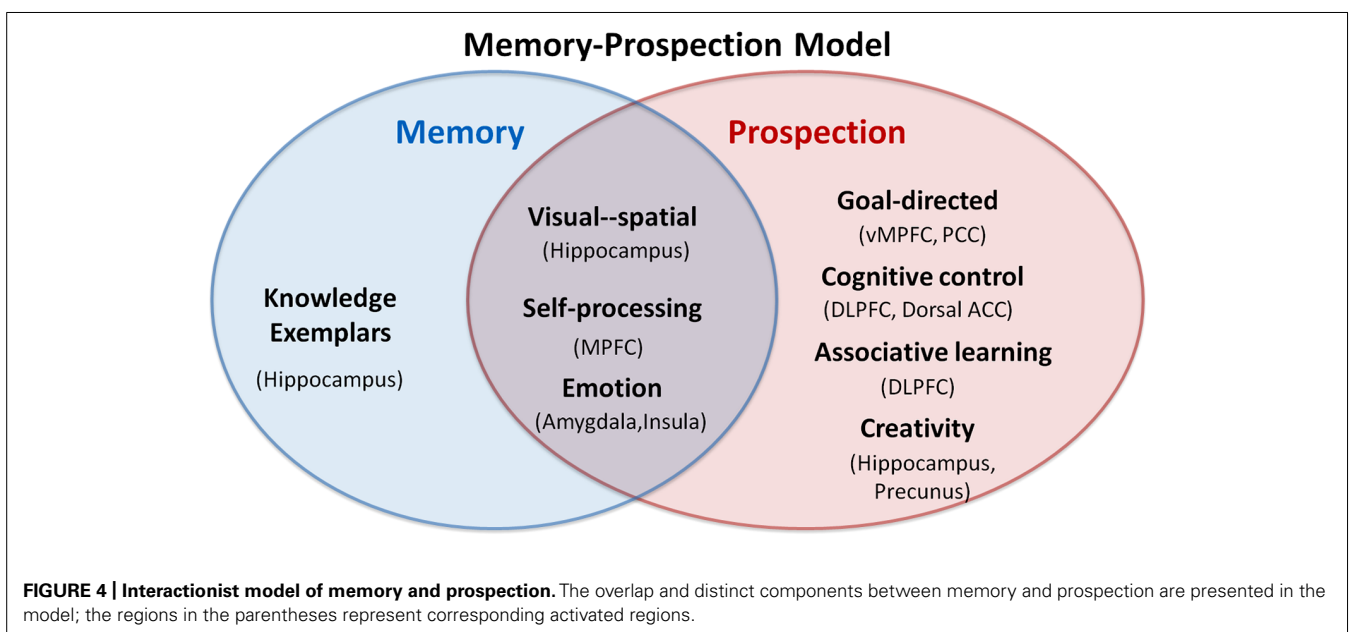 Memory-Prospection Model
Memory
Prospection
Knowledge
Exemplars
(Hippocampus)
Visual--spatial
(Hippocampus)
Self-processing
(MPFC)
Emotion
(Amygdala,Insula)
Goal-directed
(vMPFC, PCC)
Cognitive control
(DLPFC, Dorsal ACC)
Associative learning
(DLPFC)
Creativity
(Hippocampus,
Precunus)
FIGURE 4 | Interactionist model of memory and prospection. The overlap and distinct components between memory and prospection are presented in the
model; the regions in the parentheses represent corresponding activated regions.